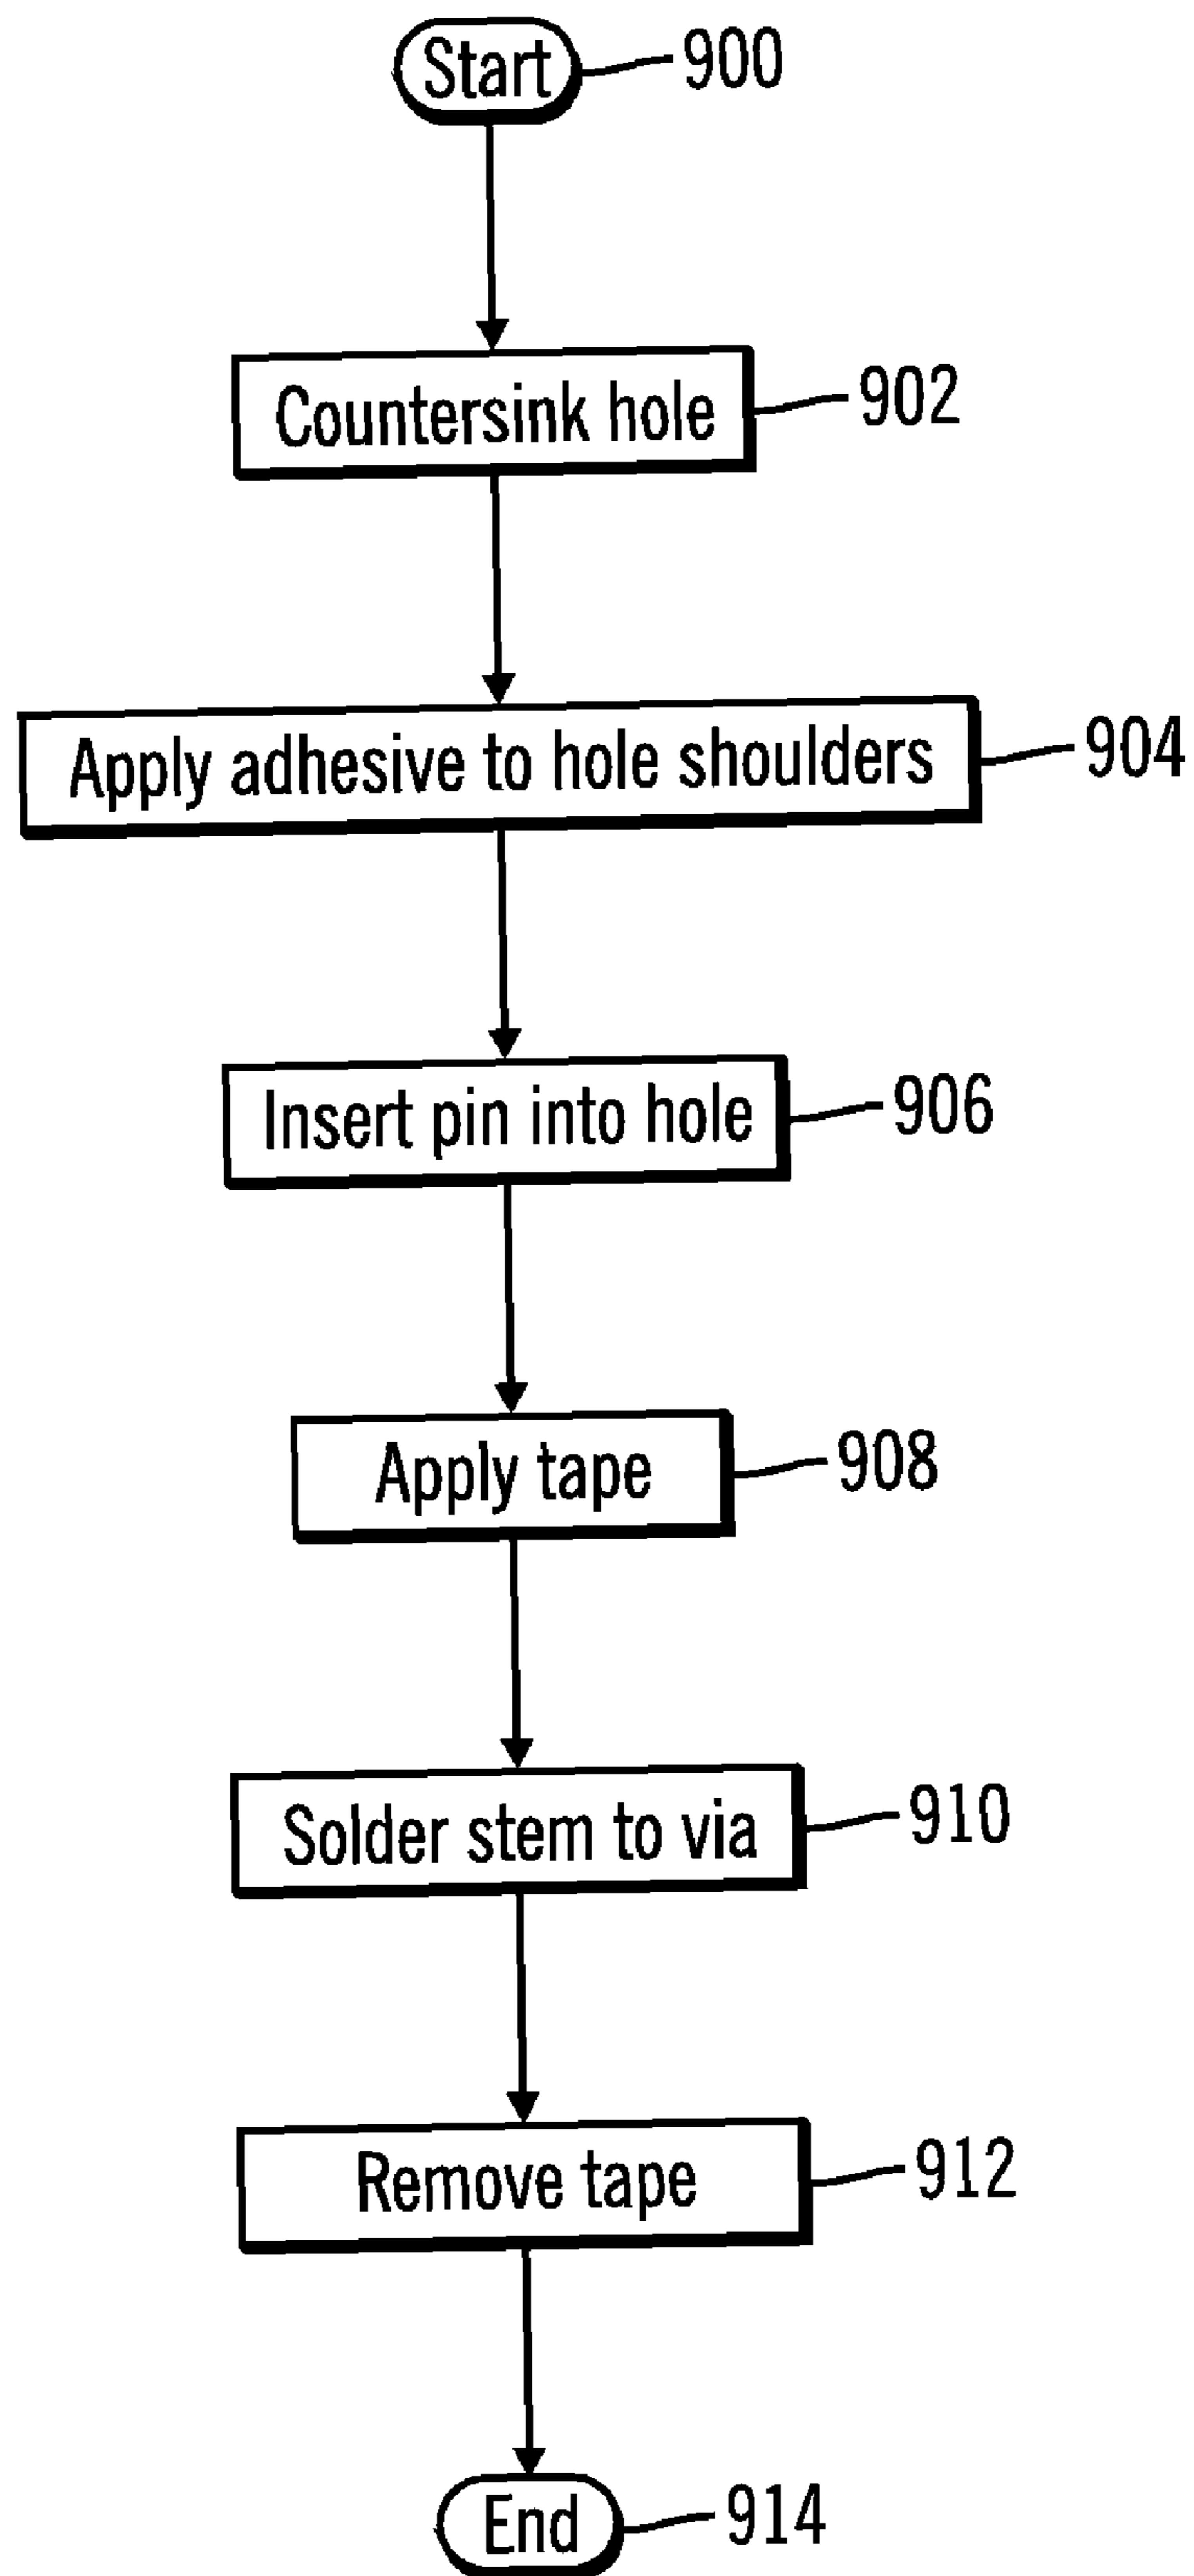 Start 900
Countersink hole 902
Apply adhesive to hole shoulders 904
Insert pin into hole 906
Apply tape 908
Solder stem to via 910
Remove tape 912
End 914